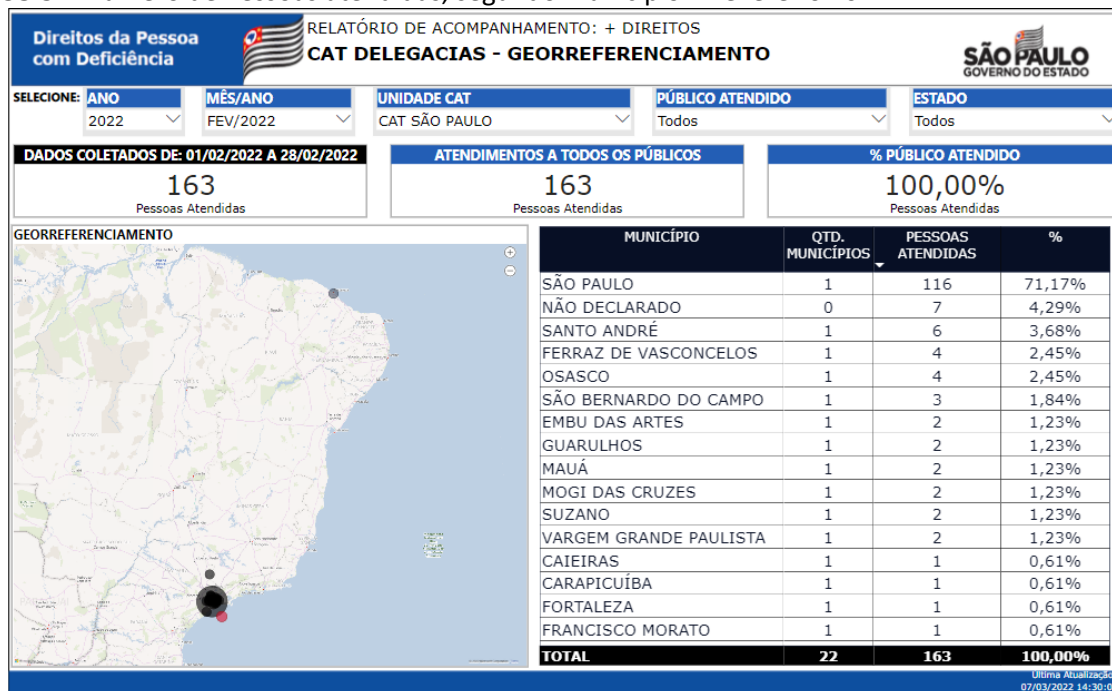 Direitos da Pessoa
com Deficiência
RELATÓRIO DE ACOMPANHAMENTO: + DIREITOS
CAT DELEGACIAS - GEORREFERENCIAMENTO
SÃO PAULO
GOVERNO DO ESTADO
SELECIONE:
ANO
2022
MÊS/ANO
FEV/2022
UNIDADE CAT
CAT SÃO PAULO
PÚBLICO ATENDIDO
Todos
ESTADO
Todos
DADOS COLETADOS DE: 01/02/2022 A 28/02/2022
163
Pessoas Atendidas
ATENDIMENTOS A TODOS OS PÚBLICOS
163
Pessoas Atendidas
% PÚBLICO ATENDIDO
100,00%
Pessoas Atendidas
GEORREFERENCIAMENTO
MUNICÍPIO QTD. MUNICÍPIOS PESSOAS ATENDIDAS %
SÃO PAULO 1 116 71,17%
NÃO DECLARADO 0 7 4,29%
SANTO ANDRÉ 1 6 3,68%
FERRAZ DE VASCONCELOS 1 4 2,45%
OSASCO 1 4 2,45%
SÃO BERNARDO DO CAMPO 1 3 1,84%
EMBU DAS ARTES 1 2 1,23%
GUARULHOS 1 2 1,23%
MAUÁ 1 2 1,23%
MOGI DAS CRUZES 1 2 1,23%
SUZANO 1 2 1,23%
VARGEM GRANDE PAULISTA 1 2 1,23%
CAIEIRAS 1 1 0,61%
CARAPICUÍBA 1 1 0,61%
FORTALEZA 1 1 0,61%
FRANCISCO MORATO 1 1 0,61%
TOTAL 22 163 100,00%
Última Atualização
07/03/2022 14:30:0